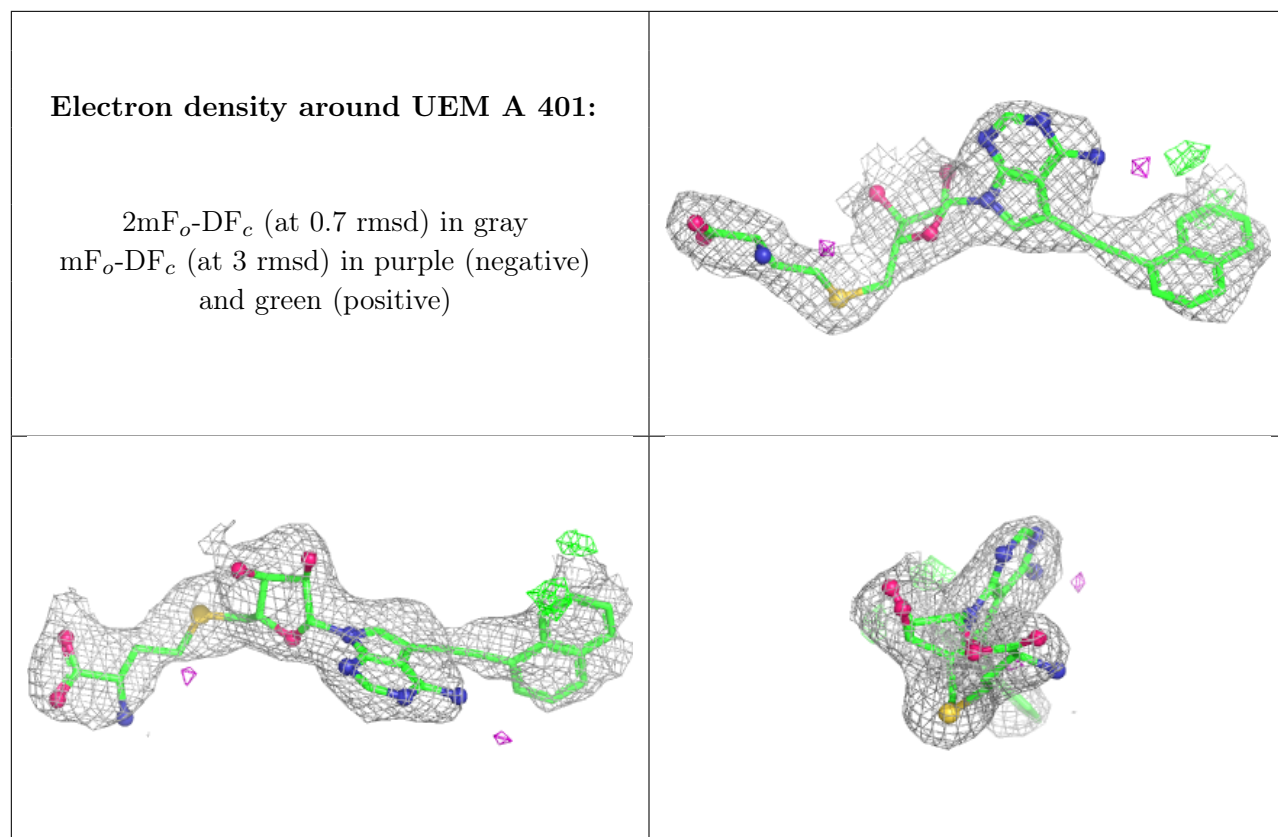 Electron density around UEM A 401:
2mFo-DFc (at 0.7 rmsd) in gray
mFo-DFc (at 3 rmsd) in purple (negative)
and green (positive)